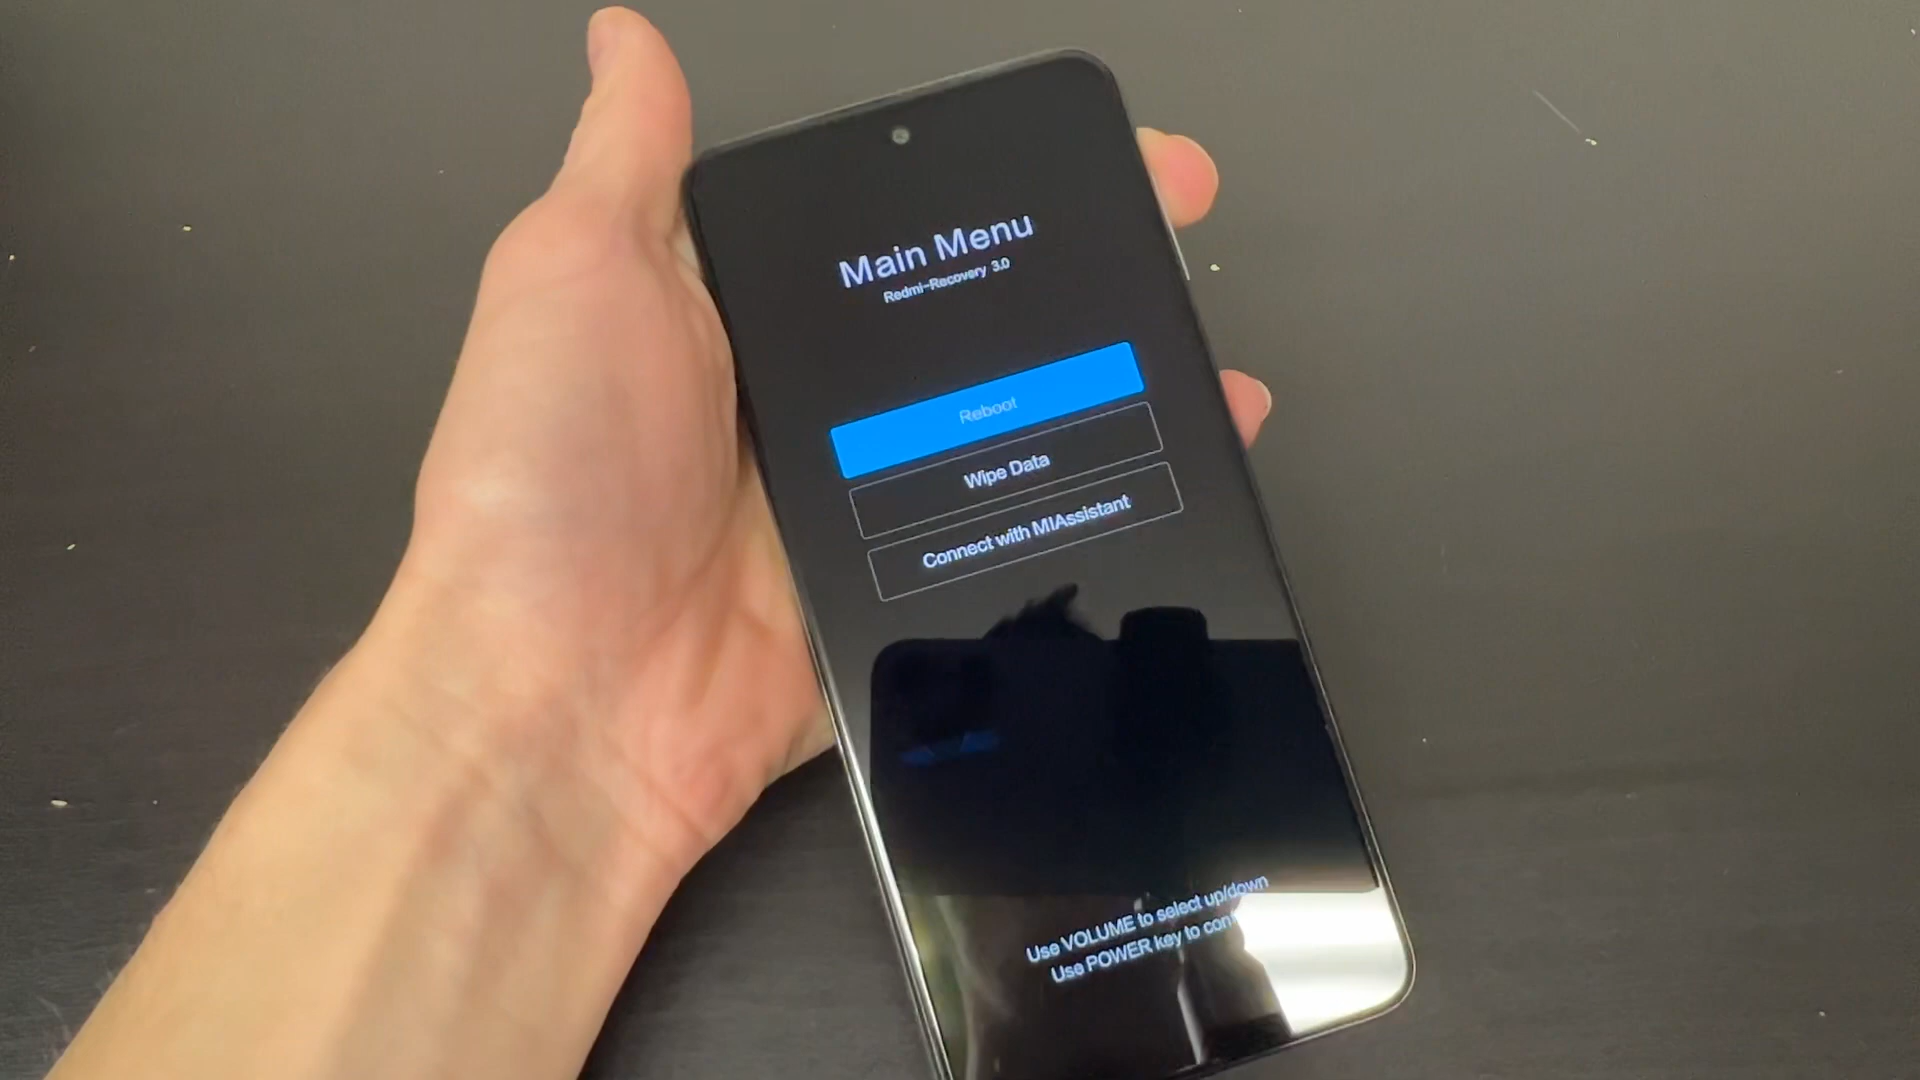 Main Menu
Redmi-Recovery 3.0
Reboot
Wipe Data
Connect with MIAssistant
Use VOLUME to select up/down
Use POWER key to